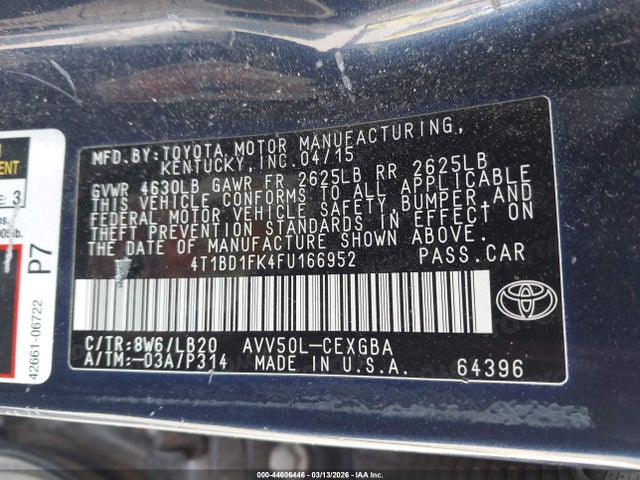 MFD.BY:TOYOTA MOTOR MANUFACTURING,
KENTUCKY, INC. 04/15
GVWR 4630LB GAWR FR 2625LB RR 2625LB
THIS VEHICLE CONFORMS TO ALL APPLICABLE
FEDERAL MOTOR VEHICLE SAFETY, BUMPER, AND
THEFT PREVENTION STANDARDS IN EFFECT ON
THE DATE OF MANUFACTURE SHOWN ABOVE.
4T1BD1FK4FU166952 PASS.CAR
C/TR:8W6/LB20 AVV50L-CEXGBA
A/TM:-03A/P314 MADE IN U.S.A. 64396
3
P7
42661-06722
000-44606446 | 03/13/2026 - IAA Inc.